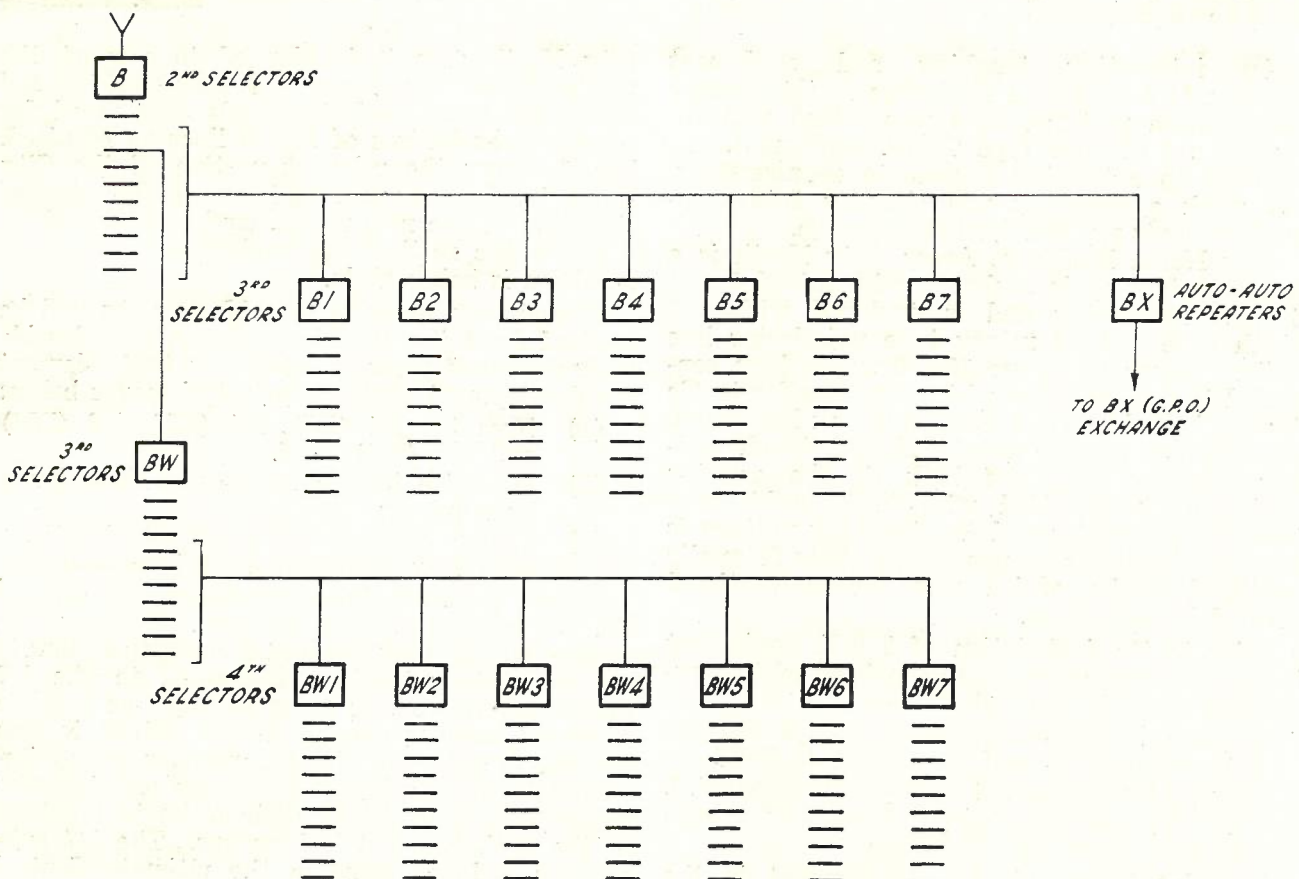 B 2ND SELECTORS
3RD
SELECTORS
B1 B2 B3 B4 B5 B6 B7 BX
AUTO-AUTO
REPEATERS
TO BX (G.P.O.)
EXCHANGE
3RD
SELECTORS
BW
4TH
SELECTORS
BW1 BW2 BW3 BW4 BW5 BW6 BW7